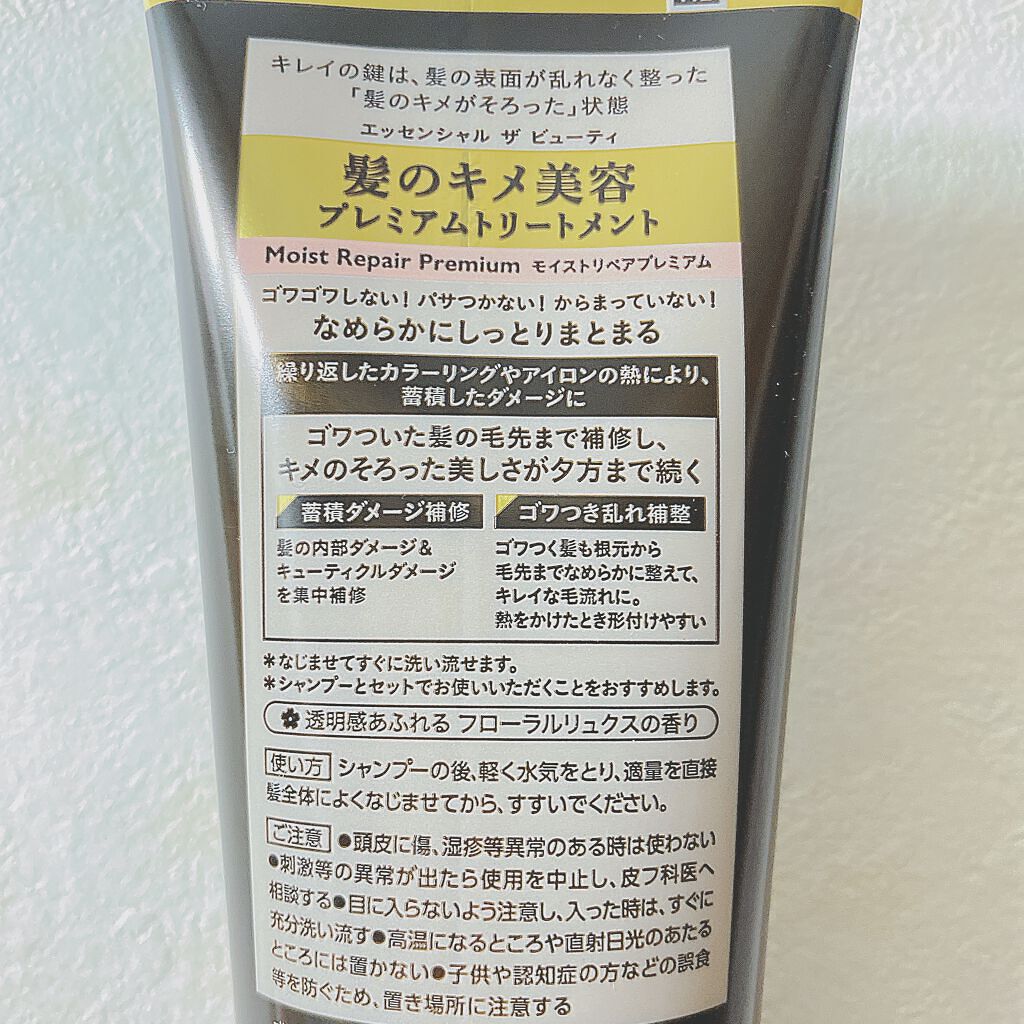 キレイの鍵は、髪の表面が乱れなく整った
「髪のキメがそろった」状態
エッセンシャル ザ ビューティ
髪のキメ美容
プレミアムトリートメント
Moist Repair Premium モイストリペアプレミアム
ゴワゴワしない! パサつかない! からまっていない!
なめらかにしっとりまとまる
繰り返したカラーリングやアイロンの熱により、
蓄積したダメージに
ゴワついた髪の毛先まで補修し、
キメのそろった美しさが夕方まで続く
蓄積ダメージ補修
髪の内部ダメージ&
キューティクルダメージ
を集中補修
ゴワつき乱れ補整
ゴワつく髪も根元から
毛先までなめらかに整えて、
キレイな毛流れに。
熱をかけたとき形付けやすい
*なじませてすぐに洗い流せます。
*シャンプーとセットでお使いいただくことをおすすめします。
透明感あふれる フローラルリュクスの香り
使い方 シャンプーの後、軽く水気をとり、適量を直接
髪全体によくなじませてから、すすいでください。
ご注意 ●頭皮に傷、湿疹等異常のある時は使わない
●刺激等の異常が出たら使用を中止し、皮フ科医へ
相談する●目に入らないよう注意し、入った時は、すぐに
充分洗い流す●高温になるところや直射日光のあたる
ところには置かない●子供や認知症の方などの誤食
等を防ぐため、置き場所に注意する